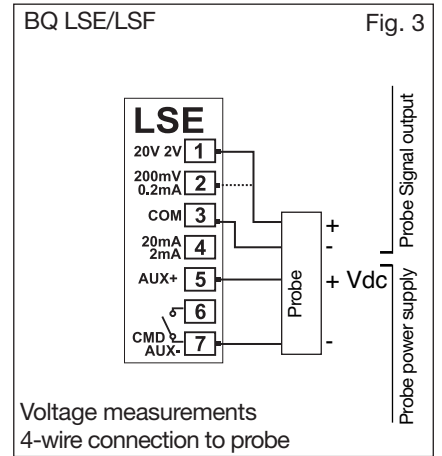 BQ LSE/LSF
Fig. 3
LSE
20V 2V 1
200mV
0.2mA 2
COM 3
20mA
2mA 4
AUX+ 5
6
CMD
AUX- 7
Probe
+
-
+ Vdc
-
Probe Signal output
Probe power supply
Voltage measurements
4-wire connection to probe